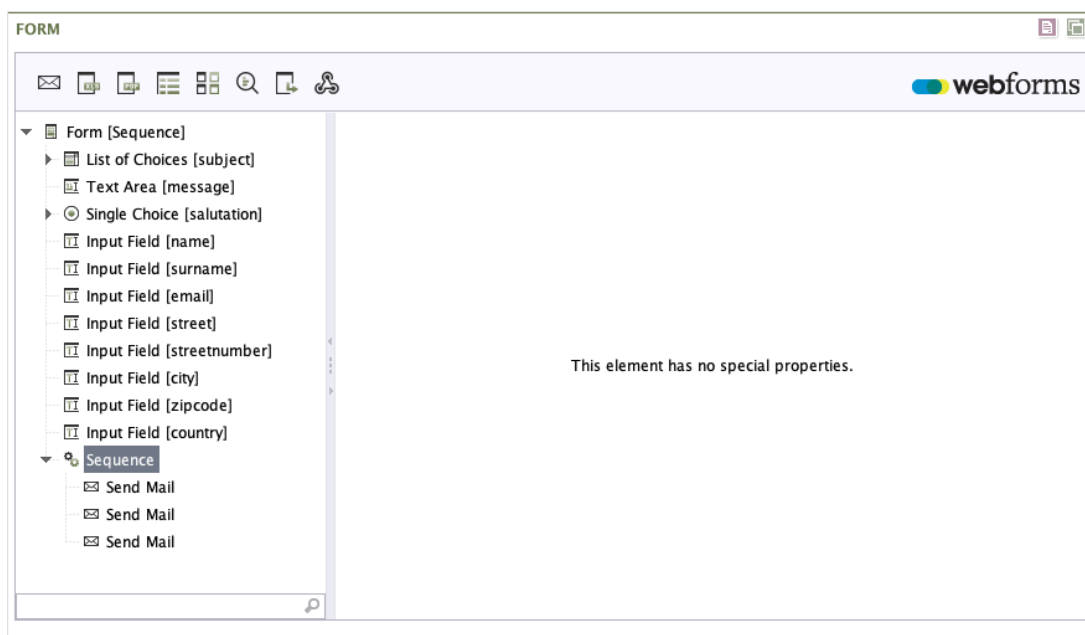 FORM
webforms
Form [Sequence]
List of Choices [subject]
Text Area [message]
Single Choice [salutation]
Input Field [name]
Input Field [surname]
Input Field [email]
Input Field [street]
Input Field [streetnumber]
Input Field [city]
Input Field [zipcode]
Input Field [country]
Sequence
Send Mail
Send Mail
Send Mail
This element has no special properties.